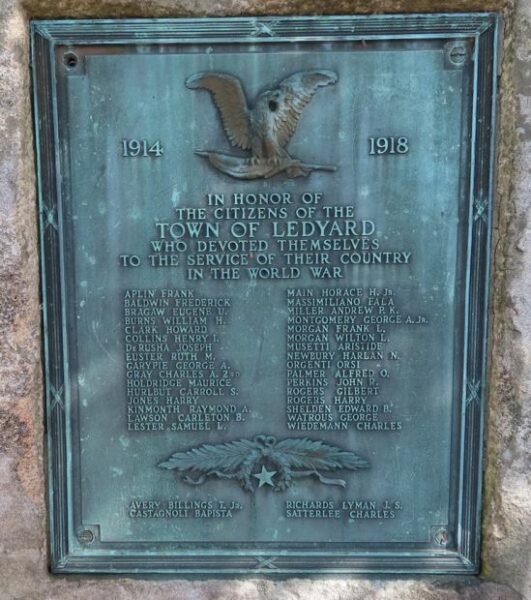 1914 1918
IN HONOR OF
THE CITIZENS OF THE
TOWN OF LEDYARD
WHO DEVOTED THEMSELVES
TO THE SERVICE OF THEIR COUNTRY
IN THE WORLD WAR
APLIN FRANK
BALDWIN FREDERICK
BRAGAW EUGENE U.
BURNS WILLIAM H.
CLARK HOWARD
COLLINS HENRY I.
DERUSHA JOSEPH
EUSTER RUTH M.
GARYPIE GEORGE A.
GRAY CHARLES A. 2ND
HOLDRIDGE MAURICE
HURLBUT CARROLL S.
JONES HARRY
KINMONTH RAYMOND A.
LAWSON CARLETON B.
LESTER SAMUEL L.
MAIN HORACE H. JR.
MASSIMILIANO FALA
MILLER ANDREW P. K.
MONTGOMERY GEORGE A. JR.
MORGAN FRANK L.
MORGAN WILTON L.
MUSETTI ARISTIDE
NEWBURY HARLAN N.
ORGENTI ORSI
PALMER ALFRED O.
PERKINS JOHN R.
ROGERS GILBERT
ROGERS HARRY
SHELDEN EDWARD B.
WATROUS GEORGE
WIEDEMANN CHARLES
AVERY BILLINGS T. JR.
CASTAGNOLI BAPISTA
RICHARDS LYMAN J. S.
SATTERLEE CHARLES